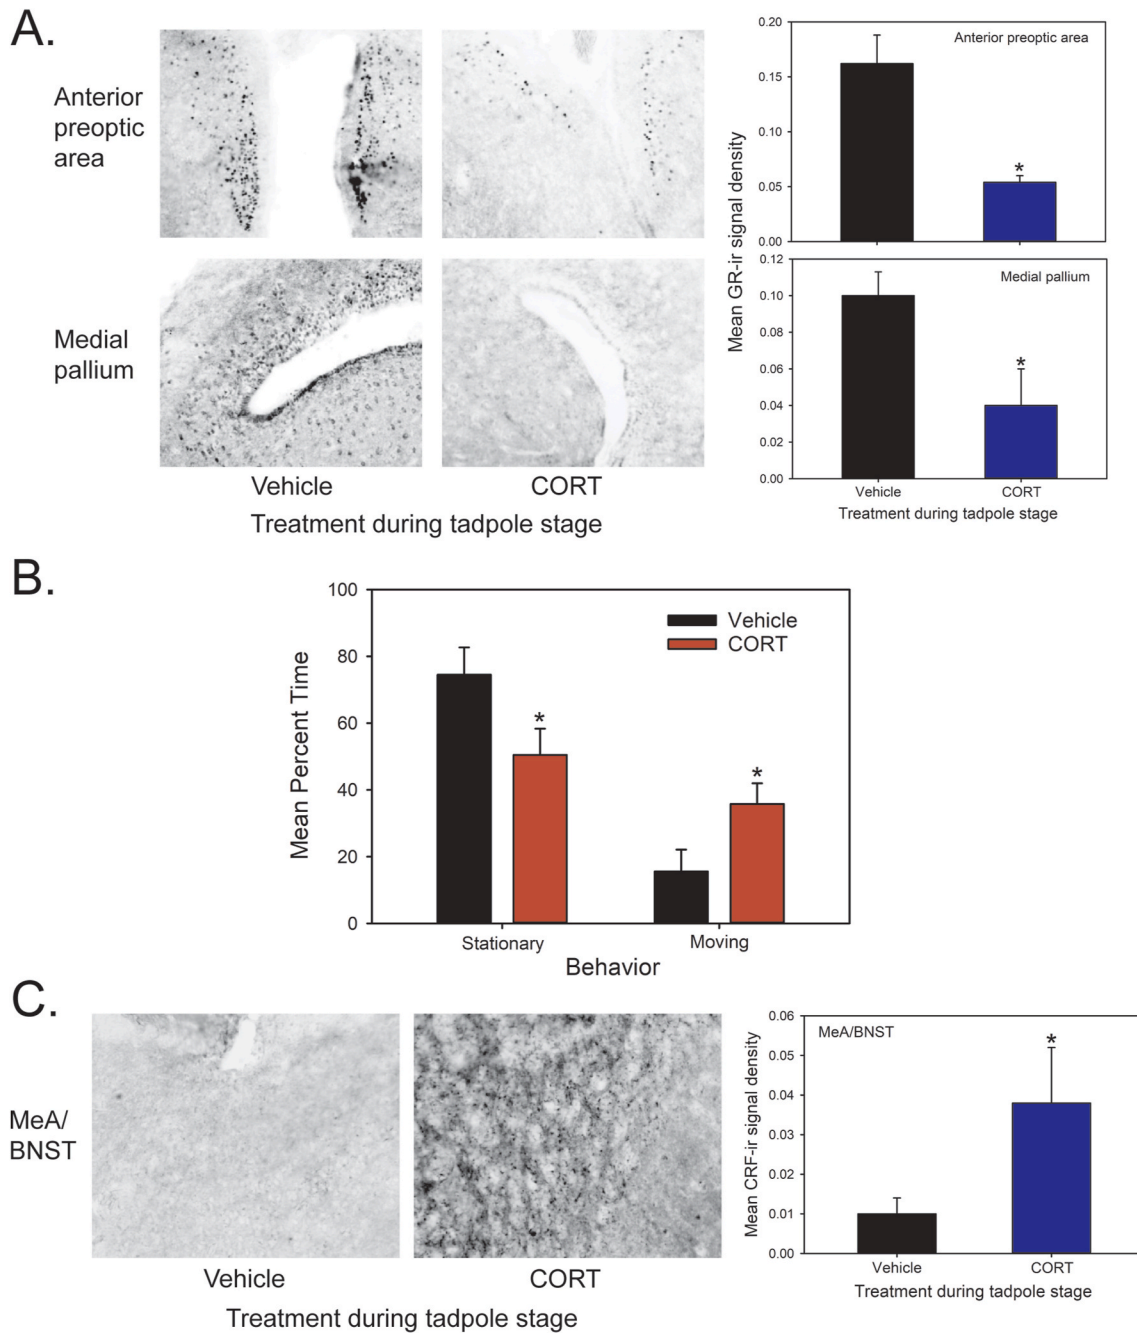 A.
Anterior
preoptic
area
Medial
pallium
Vehicle
CORT
Treatment during tadpole stage
Mean GR-ir signal density
0.20
0.15
0.10
0.05
0.00
Anterior preoptic area
*
0.12
0.10
0.08
0.06
0.04
0.02
0.00
Medial pallium
*
Vehicle
CORT
Treatment during tadpole stage
B.
Mean Percent Time
100
80
60
40
20
0
Vehicle
CORT
*
*
Stationary
Moving
Behavior
C.
MeA/
BNST
Vehicle
CORT
Treatment during tadpole stage
Mean CRF-ir signal density
0.06
0.05
0.04
0.03
0.02
0.01
0.00
MeA/BNST
*
Vehicle
CORT
Treatment during tadpole stage